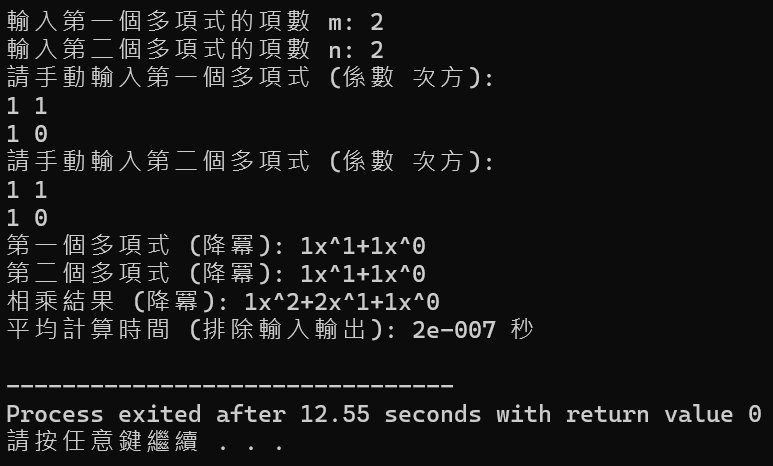 輸入第一個多項式的項數 m: 2
輸入第二個多項式的項數 n: 2
請手動輸入第一個多項式 (係數 次方):
1 1
1 0
請手動輸入第二個多項式 (係數 次方):
1 1
1 0
第一個多項式 (降冪): 1x^1+1x^0
第二個多項式 (降冪): 1x^1+1x^0
相乘結果 (降冪): 1x^2+2x^1+1x^0
平均計算時間 (排除輸入輸出): 2e-007 秒
--------------------------------
Process exited after 12.55 seconds with return value 0
請按任意鍵繼續 . . .